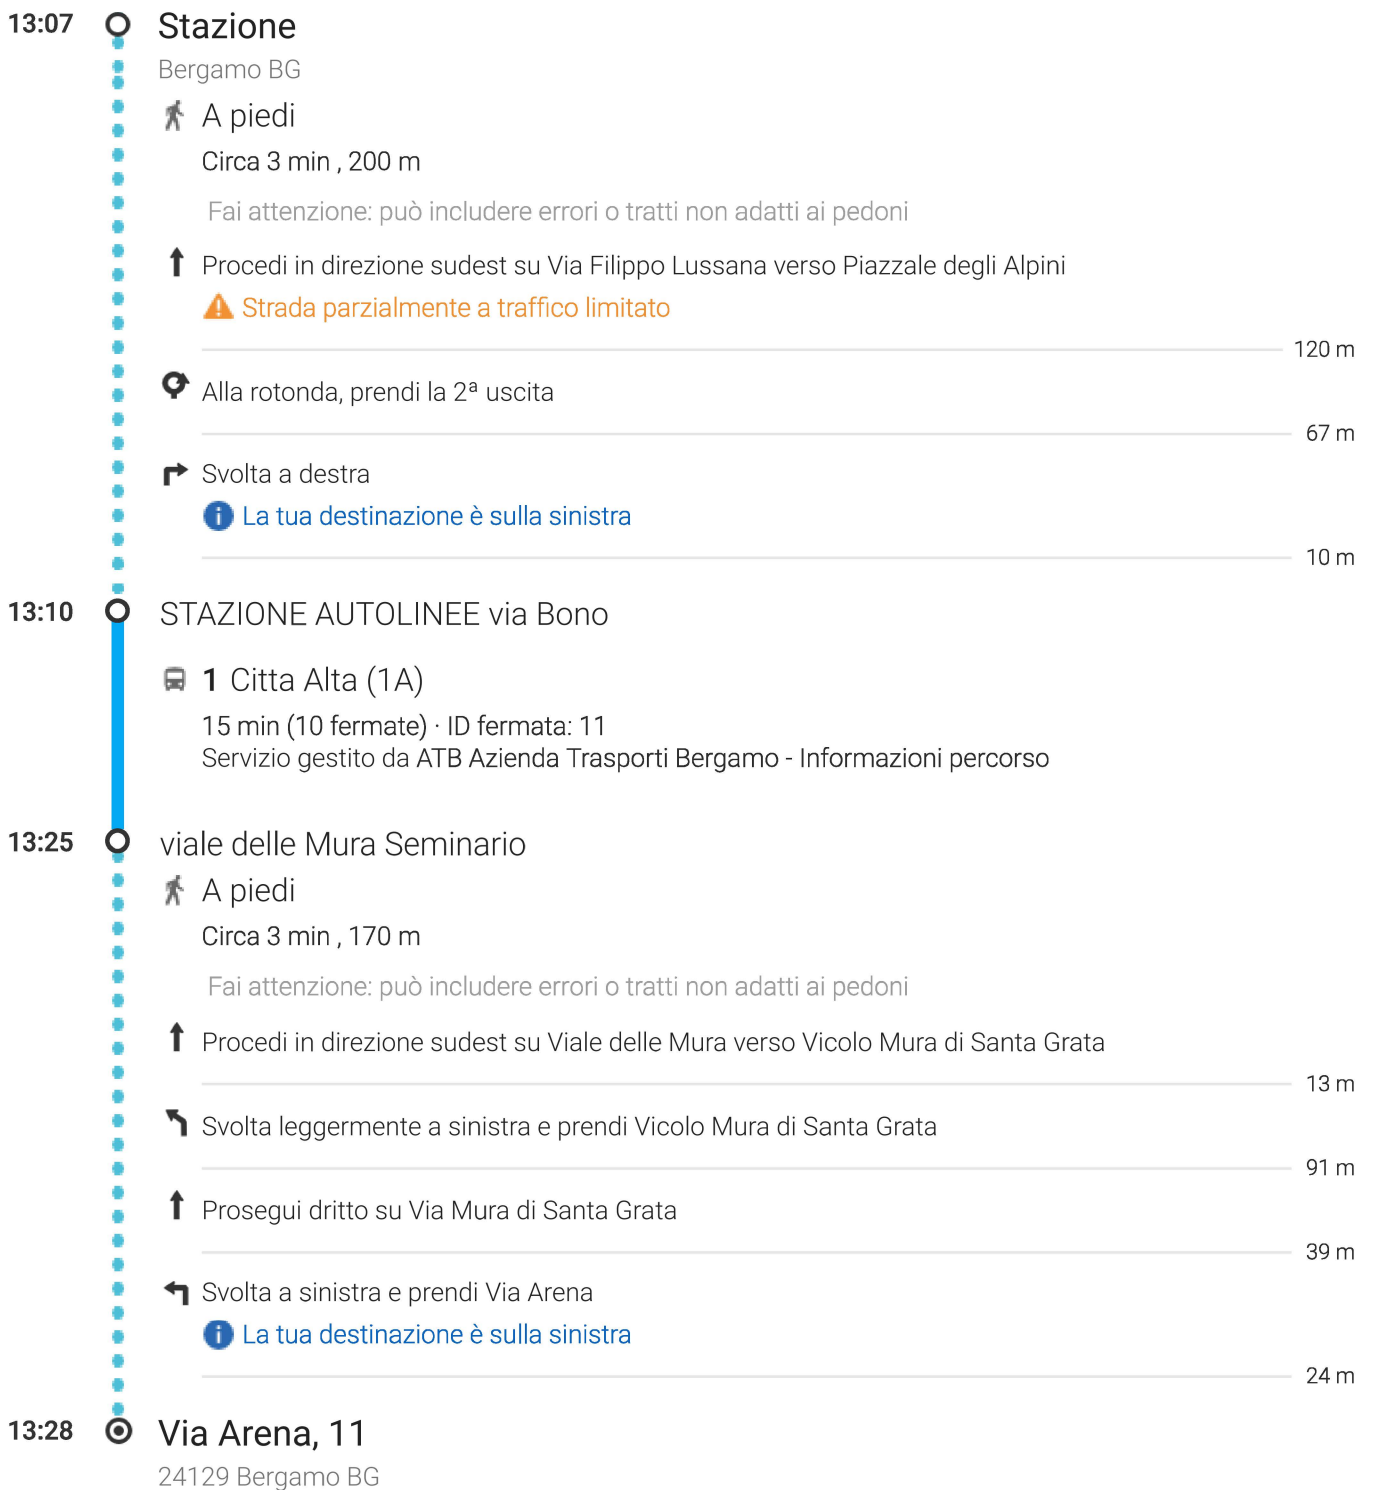 13:07 Stazione
Bergamo BG
A piedi
Circa 3 min , 200 m
Fai attenzione: può includere errori o tratti non adatti ai pedoni
Procedi in direzione sudest su Via Filippo Lussana verso Piazzale degli Alpini
Strada parzialmente a traffico limitato
120 m
Alla rotonda, prendi la 2ª uscita
67 m
Svolta a destra
La tua destinazione è sulla sinistra
10 m
13:10 STAZIONE AUTOLINEE via Bono
1 Citta Alta (1A)
15 min (10 fermate) · ID fermata: 11
Servizio gestito da ATB Azienda Trasporti Bergamo - Informazioni percorso
13:25 viale delle Mura Seminario
A piedi
Circa 3 min , 170 m
Fai attenzione: può includere errori o tratti non adatti ai pedoni
Procedi in direzione sudest su Viale delle Mura verso Vicolo Mura di Santa Grata
13 m
Svolta leggermente a sinistra e prendi Vicolo Mura di Santa Grata
91 m
Prosegui dritto su Via Mura di Santa Grata
39 m
Svolta a sinistra e prendi Via Arena
La tua destinazione è sulla sinistra
24 m
13:28 Via Arena, 11
24129 Bergamo BG